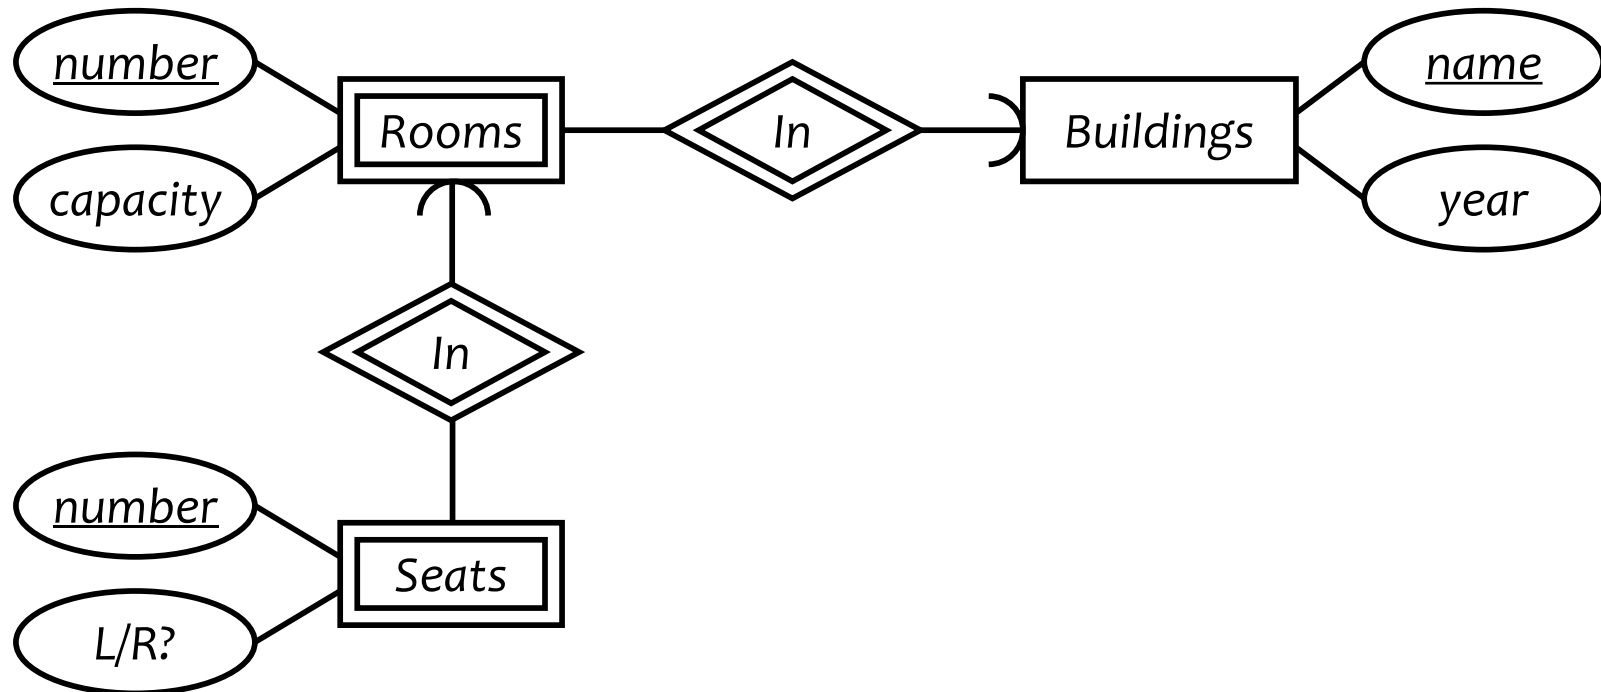 number
name
Rooms
In
Buildings
capacity
year
In
number
Seats
L/R?